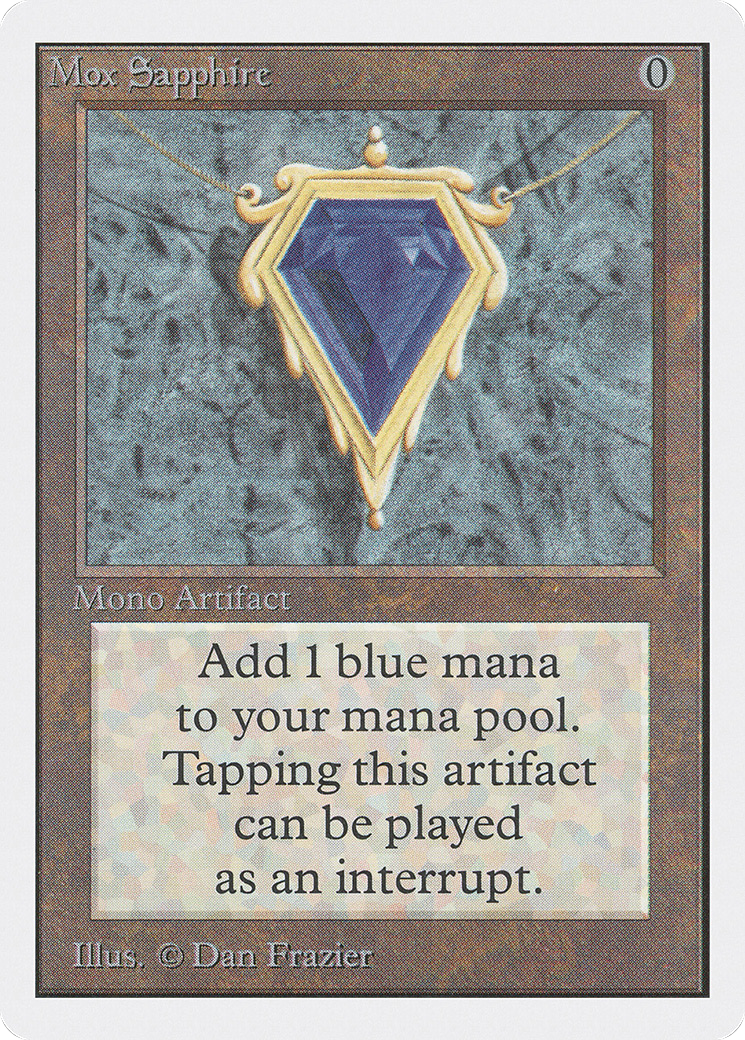 Mox Sapphire 0
Mono Artifact
Add 1 blue mana
to your mana pool.
Tapping this artifact
can be played
as an interrupt.
Illus. © Dan Frazier